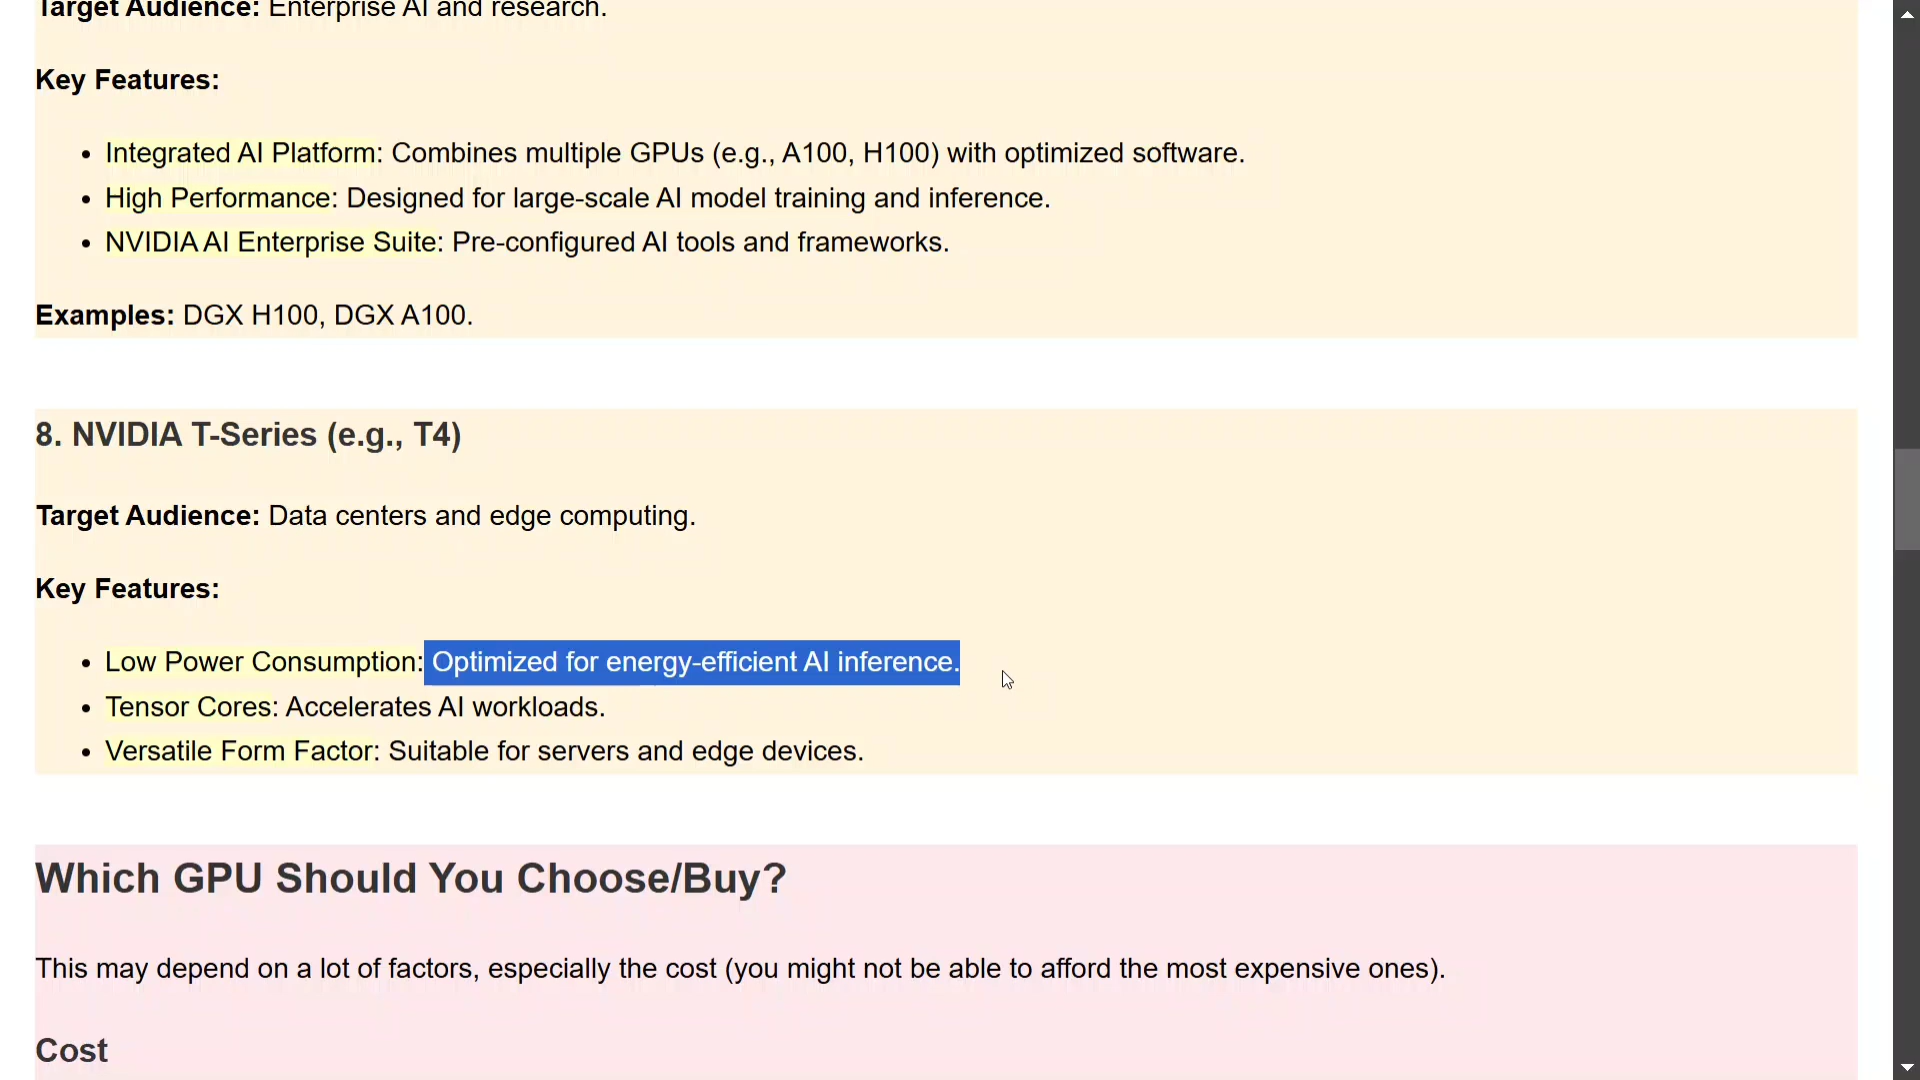 Target Audience: Enterprise AI and research.
Key Features:
Integrated AI Platform: Combines multiple GPUs (e.g., A100, H100) with optimized software.
High Performance: Designed for large-scale AI model training and inference.
NVIDIA AI Enterprise Suite: Pre-configured AI tools and frameworks.
Examples: DGX H100, DGX A100.
8. NVIDIA T-Series (e.g., T4)
Target Audience: Data centers and edge computing.
Key Features:
Low Power Consumption: Optimized for energy-efficient AI inference.
Tensor Cores: Accelerates AI workloads.
Versatile Form Factor: Suitable for servers and edge devices.
Which GPU Should You Choose/Buy?
This may depend on a lot of factors, especially the cost (you might not be able to afford the most expensive ones).
Cost